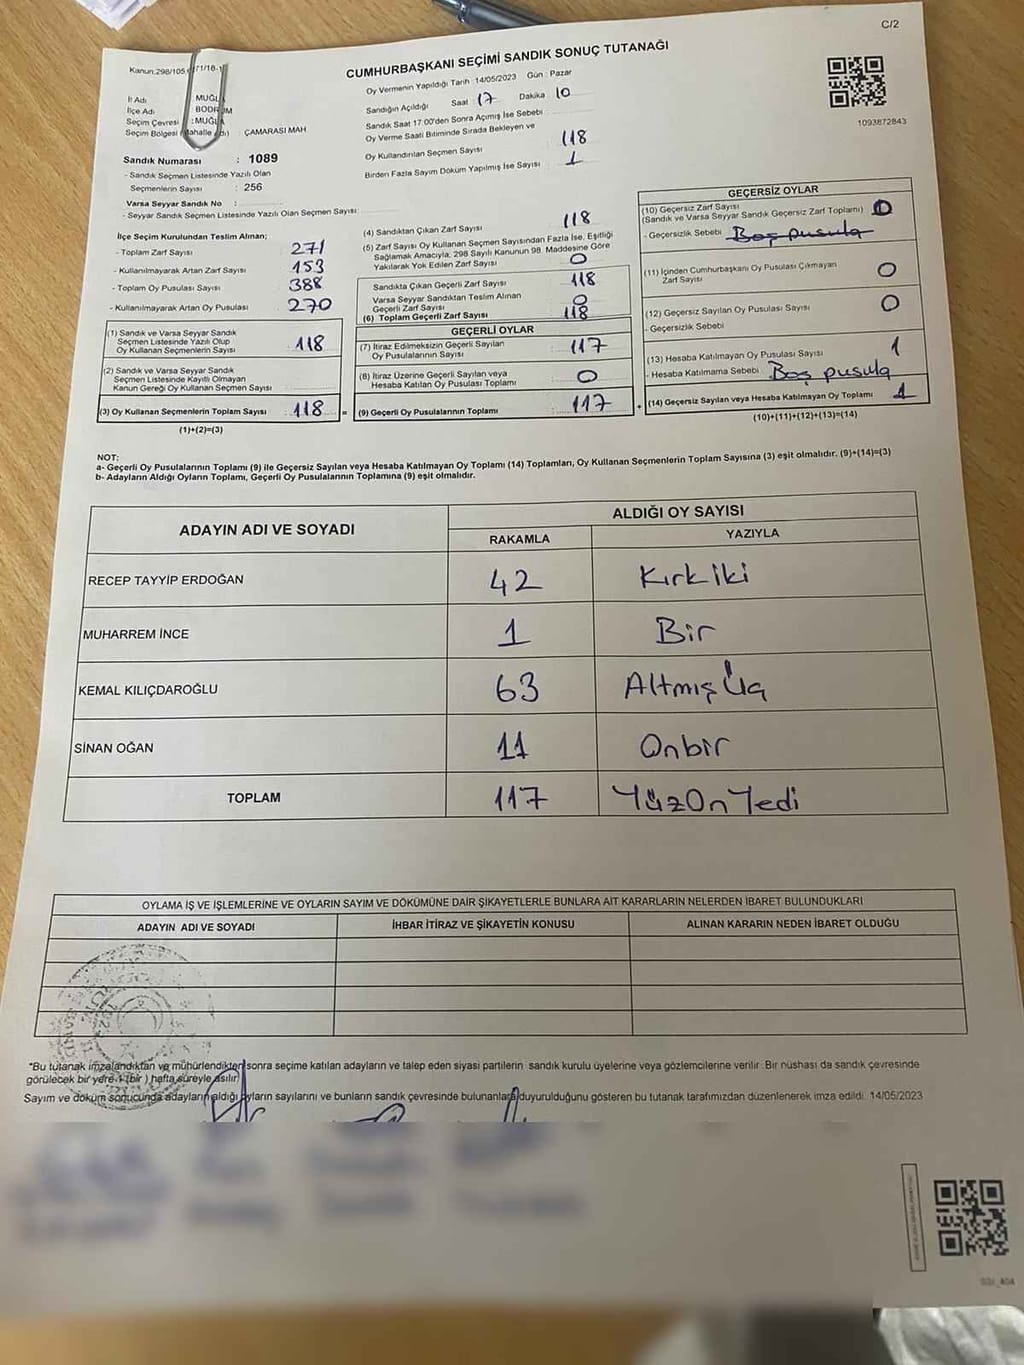 C/2
Kanun:298/105
CUMHURBAŞKANI SEÇİMİ SANDIK SONUÇ TUTANAĞI
Oy Vermenin Yapıldığı Tarih : 14/05/2023 Gün : Pazar
İl Adı MUĞLA
İlçe Adı BODRUM
Seçim Çevresi :MUĞLA
Seçim Bölgesi (Mahalle Adı) ÇAMARASI MAH
Sandığın Açıldığı Saat 17 Dakika 10
Sandık Saat 17:00'den Sonra Açımış İse Sebebi
Oy Verme Saati Bitiminde Sırada Bekleyen ve
Oy Kullandırılan Seçmen Sayısı 118
Birden Fazla Sayım Döküm Yapılmış İse Sayısı 1
1093872843
Sandık Numarası : 1089
- Sandık Seçmen Listesinde Yazılı Olan
Seçmenlerin Sayısı : 256
Varsa Seyyar Sandık No :
- Seyyar Sandık Seçmen Listesinde Yazılı Olan Seçmen Sayısı:
İlçe Seçim Kurulundan Teslim Alınan;
- Toplam Zarf Sayısı 271
- Kullanılmayarak Artan Zarf Sayısı 153
- Toplam Oy Pusulası Sayısı 388
- Kullanılmayarak Artan Oy Pusulası 270
(1) Sandık ve Varsa Seyyar Sandık
Seçmen Listesinde Yazılı Olup
Oy Kullanan Seçmenlerin Sayısı 118
(2) Sandık ve Varsa Seyyar Sandık
Seçmen Listesinde Kayıtlı Olmayan
Kanun Gereği Oy Kullanan Seçmen Sayısı
(3) Oy Kullanan Seçmenlerin Toplam Sayısı 118 =
(1)+(2)=(3)
(4) Sandıktan Çıkan Zarf Sayısı 118
(5) Zarf Sayısı Oy Kullanan Seçmen Sayısından Fazla İse, Eşitliği
Sağlamak Amacıyla, 298 Sayılı Kanunun 98. Maddesine Göre
Yakılarak Yok Edilen Zarf Sayısı 0
Sandıkta Çıkan Geçerli Zarf Sayısı 118
Varsa Seyyar Sandıktan Teslim Alınan
Geçerli Zarf Sayısı 0
(6) Toplam Geçerli Zarf Sayısı 118
GEÇERLİ OYLAR
(7) İtiraz Edilmeksizin Geçerli Sayılan
Oy Pusulalarının Sayısı 117
(8) İtiraz Üzerine Geçerli Sayılan veya
Hesaba Katılan Oy Pusulası Toplamı 0
(9) Geçerli Oy Pusulalarının Toplamı 117 +
GEÇERSİZ OYLAR
(10) Geçersiz Zarf Sayısı
(Sandık ve Varsa Seyyar Sandık Geçersiz Zarf Toplamı) 0
- Geçersizlik Sebebi Boş pusula
(11) İçinden Cumhurbaşkanı Oy Pusulası Çıkmayan
Zarf Sayısı 0
(12) Geçersiz Sayılan Oy Pusulası Sayısı 0
- Geçersizlik Sebebi
(13) Hesaba Katılmayan Oy Pusulası Sayısı 1
- Hesaba Katılmama Sebebi Boş pusula
(14) Geçersiz Sayılan veya Hesaba Katılmayan Oy Toplamı 1
(10)+(11)+(12)+(13)=(14)
NOT:
a- Geçerli Oy Pusulalarının Toplamı (9) ile Geçersiz Sayılan veya Hesaba Katılmayan Oy Toplamı (14) Toplamları, Oy Kullanan Seçmenlerin Toplam Sayısına (3) eşit olmalıdır. (9)+(14)=(3)
b- Adayların Aldığı Oyların Toplamı, Geçerli Oy Pusulalarının Toplamına (9) eşit olmalıdır.
ADAYIN ADI VE SOYADI ALDIĞI OY SAYISI
RAKAMLA YAZIYLA
RECEP TAYYİP ERDOĞAN 42 Kırkiki
MUHARREM İNCE 1 Bir
KEMAL KILIÇDAROĞLU 63 Altmış Üç
SİNAN OĞAN 11 Onbir
TOPLAM 117 YüzOnYedi
OYLAMA İŞ VE İŞLEMLERİNE VE OYLARIN SAYIM VE DÖKÜMÜNE DAİR ŞİKAYETLERLE BUNLARA AİT KARARLARIN NELERDEN İBARET BULUNDUKLARI
ADAYIN ADI VE SOYADI İHBAR İTİRAZ VE ŞİKAYETİN KONUSU ALINAN KARARIN NEDEN İBARET OLDUĞU
*Bu tutanak imzalandıktan ve mühürlendikten sonra seçime katılan adayların ve talep eden siyasi partilerin sandık kurulu üyelerine veya gözlemcilerine verilir. Bir nüshası da sandık çevresinde
görülecek bir yere 1 (bir) hafta süreyle asılır.
Sayım ve döküm sonucunda adayların aldığı oyların sayılarını ve bunların sandık çevresinde bulunanlara duyurulduğunu gösteren bu tutanak tarafımızdan düzenlenerek imza edildi. 14/05/2023